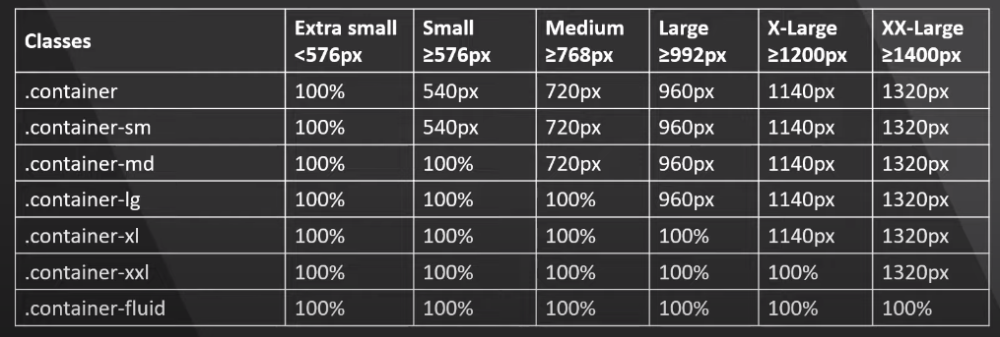 Classes Extra small Small Medium Large X-Large XX-Large
<576px ≥576px ≥768px ≥992px ≥1200px ≥1400px
.container 100% 540px 720px 960px 1140px 1320px
.container-sm 100% 540px 720px 960px 1140px 1320px
.container-md 100% 100% 720px 960px 1140px 1320px
.container-lg 100% 100% 100% 960px 1140px 1320px
.container-xl 100% 100% 100% 100% 1140px 1320px
.container-xxl 100% 100% 100% 100% 100% 1320px
.container-fluid 100% 100% 100% 100% 100% 100%